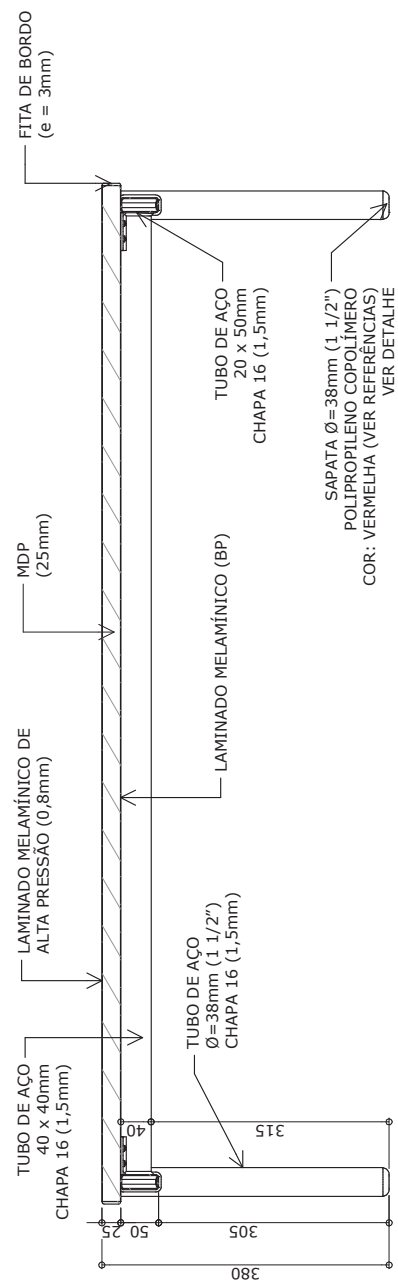 TUBO DE AÇO
40 x 40mm
CHAPA 16 (1,5mm)
LAMINADO MELAMÍNICO DE
ALTA PRESSÃO (0,8mm)
MDP
(25mm)
FITA DE BORDO
(e = 3mm)
TUBO DE AÇO
Ø=38mm (1 1/2")
CHAPA 16 (1,5mm)
LAMINADO MELAMÍNICO (BP)
TUBO DE AÇO
20 x 50mm
CHAPA 16 (1,5mm)
SAPATA Ø=38mm (1 1/2")
POLIPROPILENO COPOLÍMERO
COR: VERMELHA (VER REFERÊNCIAS)
VER DETALHE
25
50
305
380
40
315